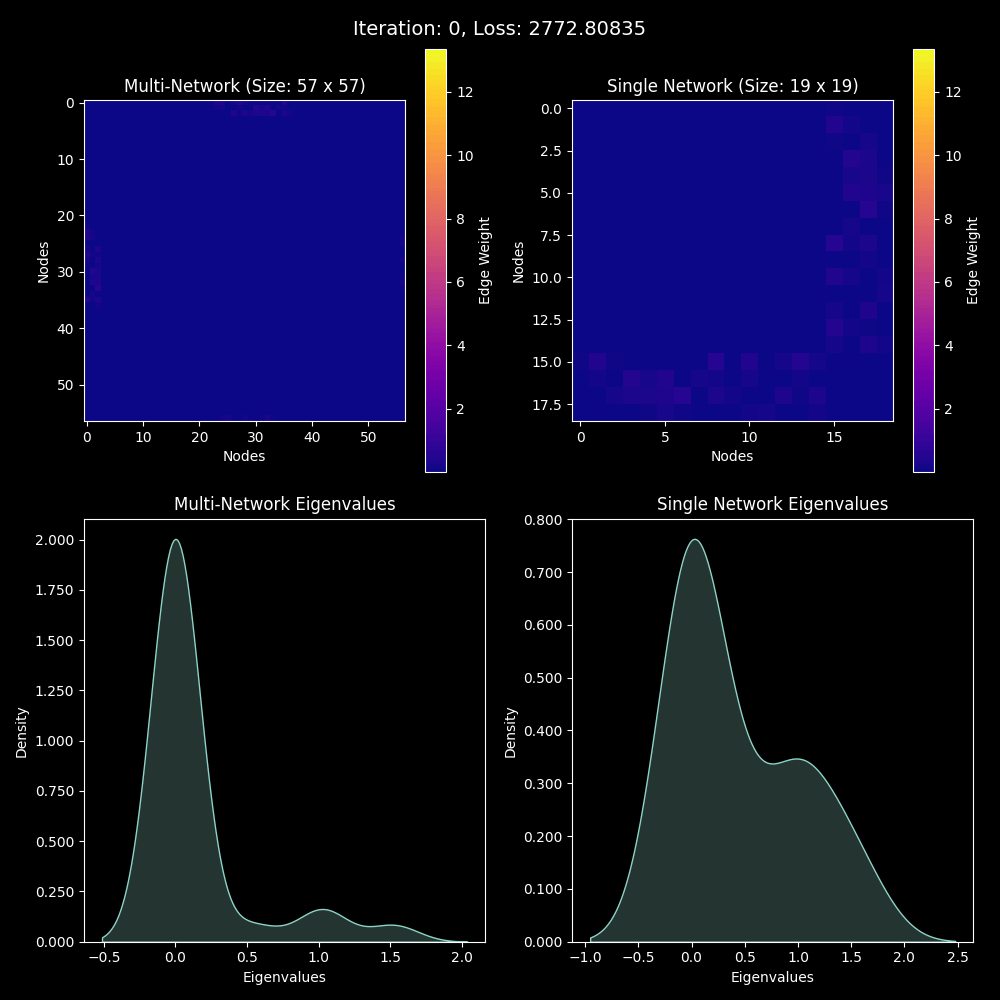 Iteration: 0, Loss: 2772.80835
Multi-Network (Size: 57 x 57)
0
10
20
30
40
50
Nodes
0 10 20 30 40 50
Nodes
12
10
8
6
4
2
Edge Weight
Single Network (Size: 19 x 19)
0.0
2.5
5.0
7.5
10.0
12.5
15.0
17.5
Nodes
0 5 10 15
Nodes
12
10
8
6
4
2
Edge Weight
Multi-Network Eigenvalues
2.000
1.750
1.500
1.250
1.000
0.750
0.500
0.250
0.000
Density
−0.5 0.0 0.5 1.0 1.5 2.0
Eigenvalues
Single Network Eigenvalues
0.800
0.700
0.600
0.500
0.400
0.300
0.200
0.100
0.000
Density
−1.0 −0.5 0.0 0.5 1.0 1.5 2.0 2.5
Eigenvalues